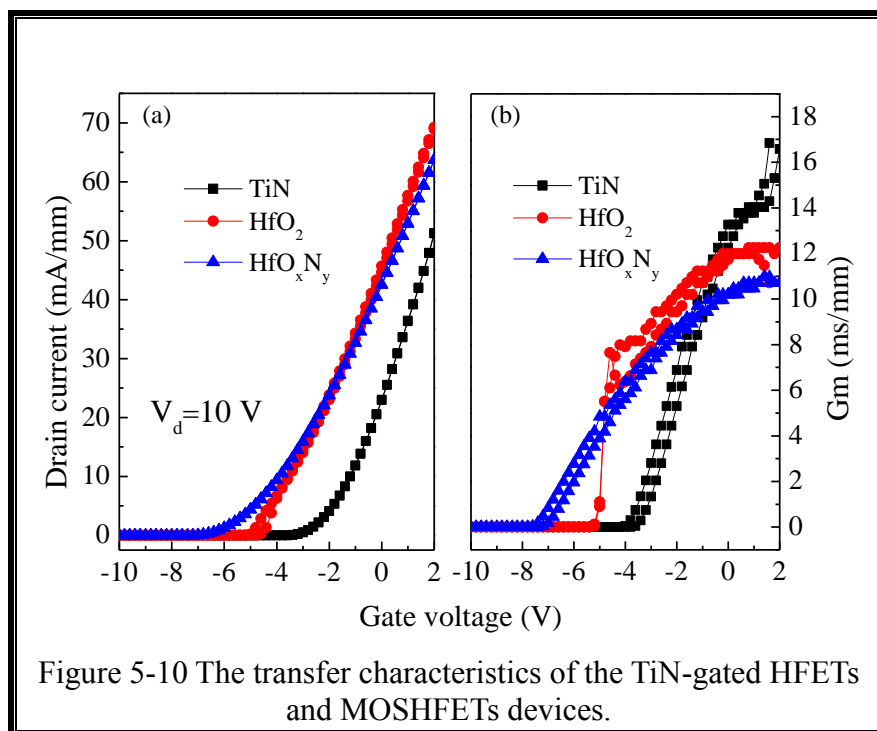 (a)
70
60
50
40
30
20
10
0
Drain current (mA/mm)
TiN
HfO₂
HfOₓNᵧ
V_d=10 V
-10 -8 -6 -4 -2 0 2
(b)
TiN
HfO₂
HfOₓNᵧ
18
16
14
12
10
8
6
4
2
0
Gm (ms/mm)
-10 -8 -6 -4 -2 0 2
Gate voltage (V)
Figure 5-10 The transfer characteristics of the TiN-gated HFETs
and MOSHFETs devices.